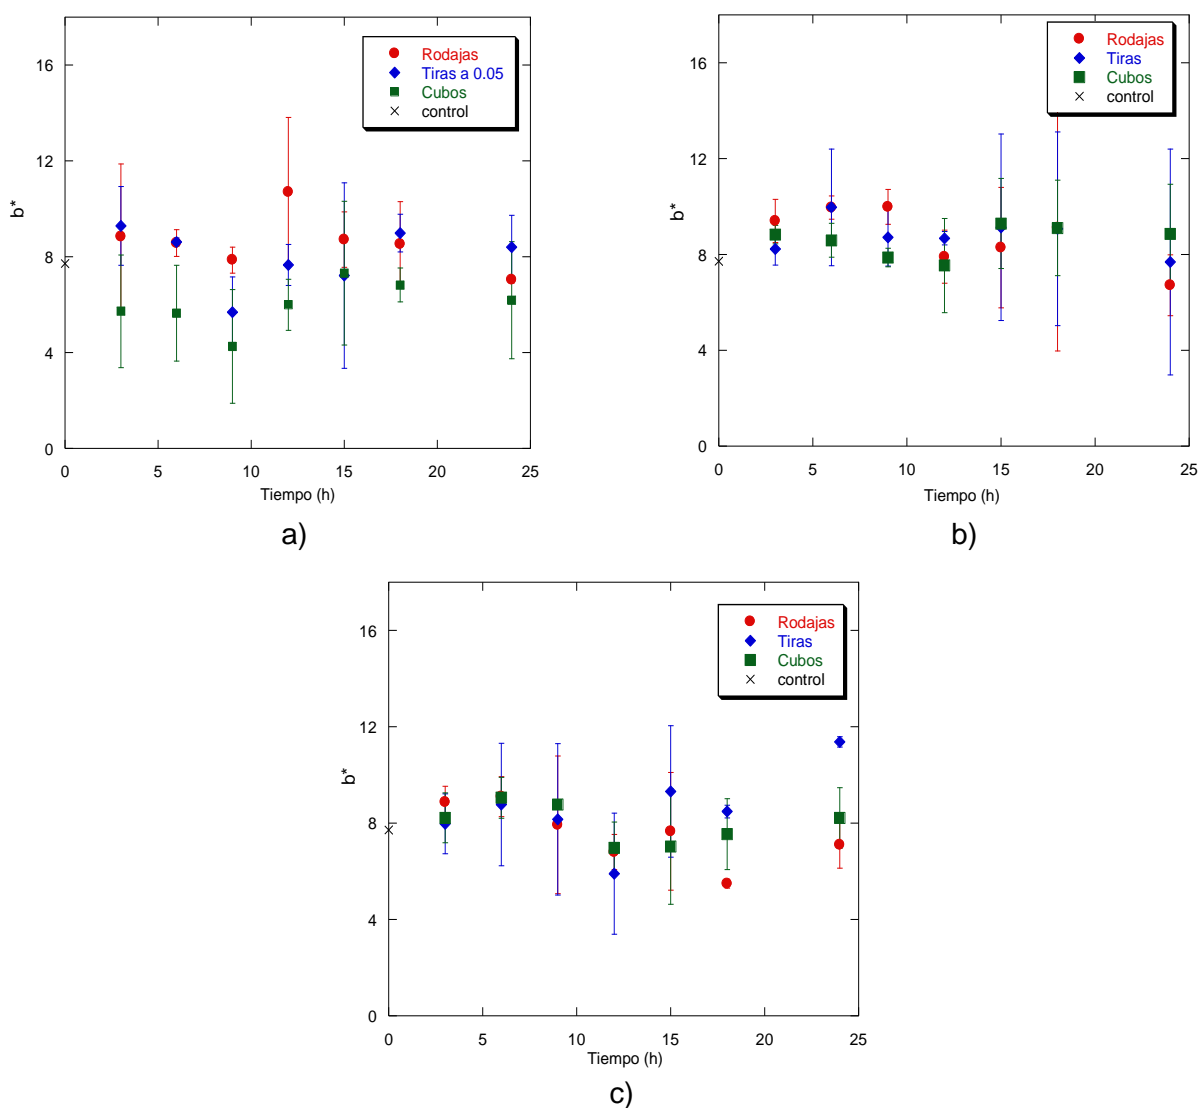 16
12
8
4
0
b*
0 5 10 15 20 25
Tiempo (h)
Rodajas
Tiras a 0.05
Cubos
control
a)
16
12
8
4
0
b*
0 5 10 15 20 25
Tiempo (h)
Rodajas
Tiras
Cubos
control
b)
16
12
8
4
0
b*
0 5 10 15 20 25
Tiempo (h)
Rodajas
Tiras
Cubos
control
c)